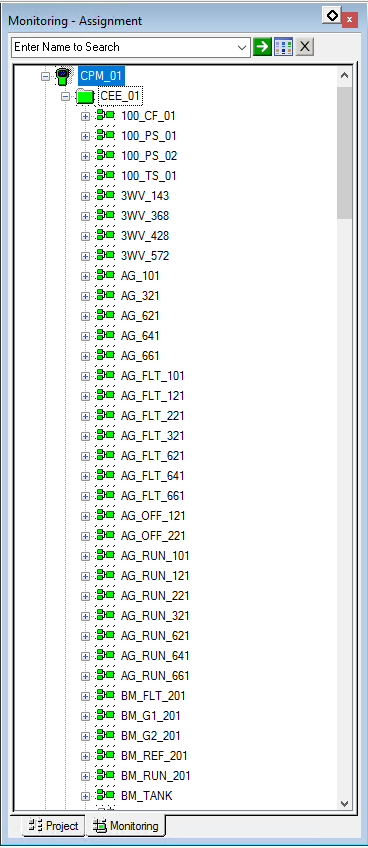 Monitoring - Assignment
Enter Name to Search
CPM_01
CEE_01
100_CF_01
100_PS_01
100_PS_02
100_TS_01
3WV_143
3WV_368
3WV_428
3WV_572
AG_101
AG_321
AG_621
AG_641
AG_661
AG_FLT_101
AG_FLT_121
AG_FLT_221
AG_FLT_321
AG_FLT_621
AG_FLT_641
AG_FLT_661
AG_OFF_121
AG_OFF_221
AG_RUN_101
AG_RUN_121
AG_RUN_221
AG_RUN_321
AG_RUN_621
AG_RUN_641
AG_RUN_661
BM_FLT_201
BM_G1_201
BM_G2_201
BM_REF_201
BM_RUN_201
BM_TANK
Project Monitoring